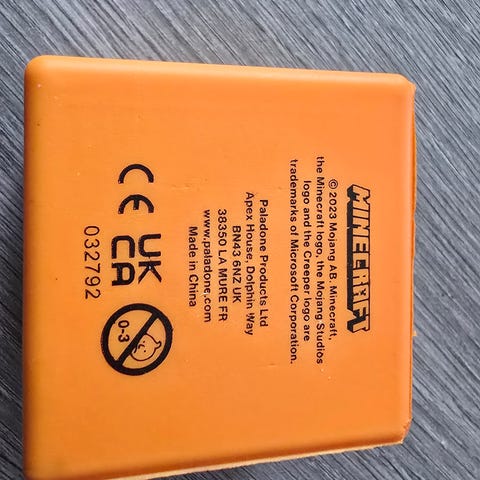 MINECRAFT
© 2023 Mojang AB. Minecraft,
the Minecraft logo, the Mojang Studios
logo and the Creeper logo are
trademarks of Microsoft Corporation.
Paladone Products Ltd
Apex House, Dolphin Way
BN43 6NZ UK
38350 LA MURE FR
www.paladone.com
Made in China
CE
UK
CA
0-3
032792